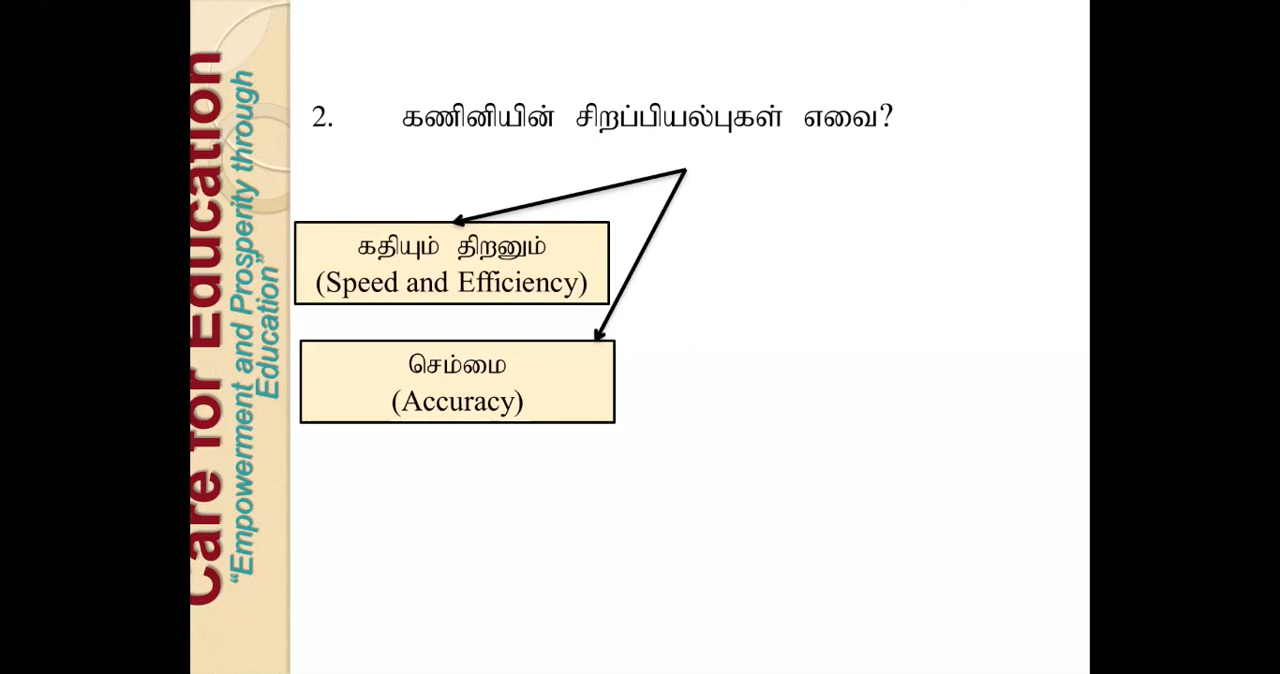 Care for Education
“Empowerment and Prosperity through
Education”
2. கணினியின் சிறப்பியல்புகள் எவை?
கதியும் திறனும்
(Speed and Efficiency)
செம்மை
(Accuracy)